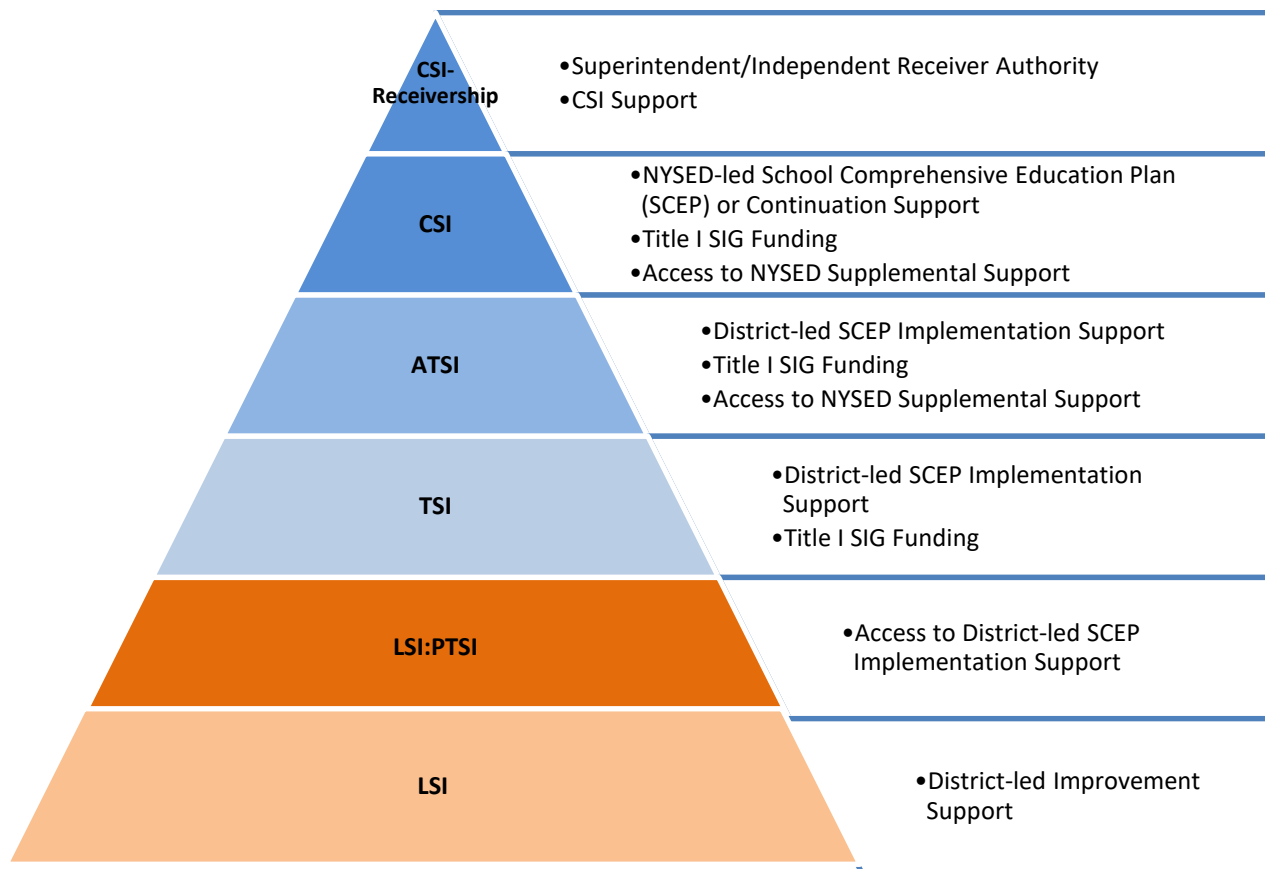 CSI-
Receivership
•Superintendent/Independent Receiver Authority
•CSI Support
CSI
•NYSED-led School Comprehensive Education Plan
(SCEP) or Continuation Support
•Title I SIG Funding
•Access to NYSED Supplemental Support
ATSI
•District-led SCEP Implementation Support
•Title I SIG Funding
•Access to NYSED Supplemental Support
TSI
•District-led SCEP Implementation
Support
•Title I SIG Funding
LSI:PTSI
•Access to District-led SCEP
Implementation Support
LSI
•District-led Improvement
Support